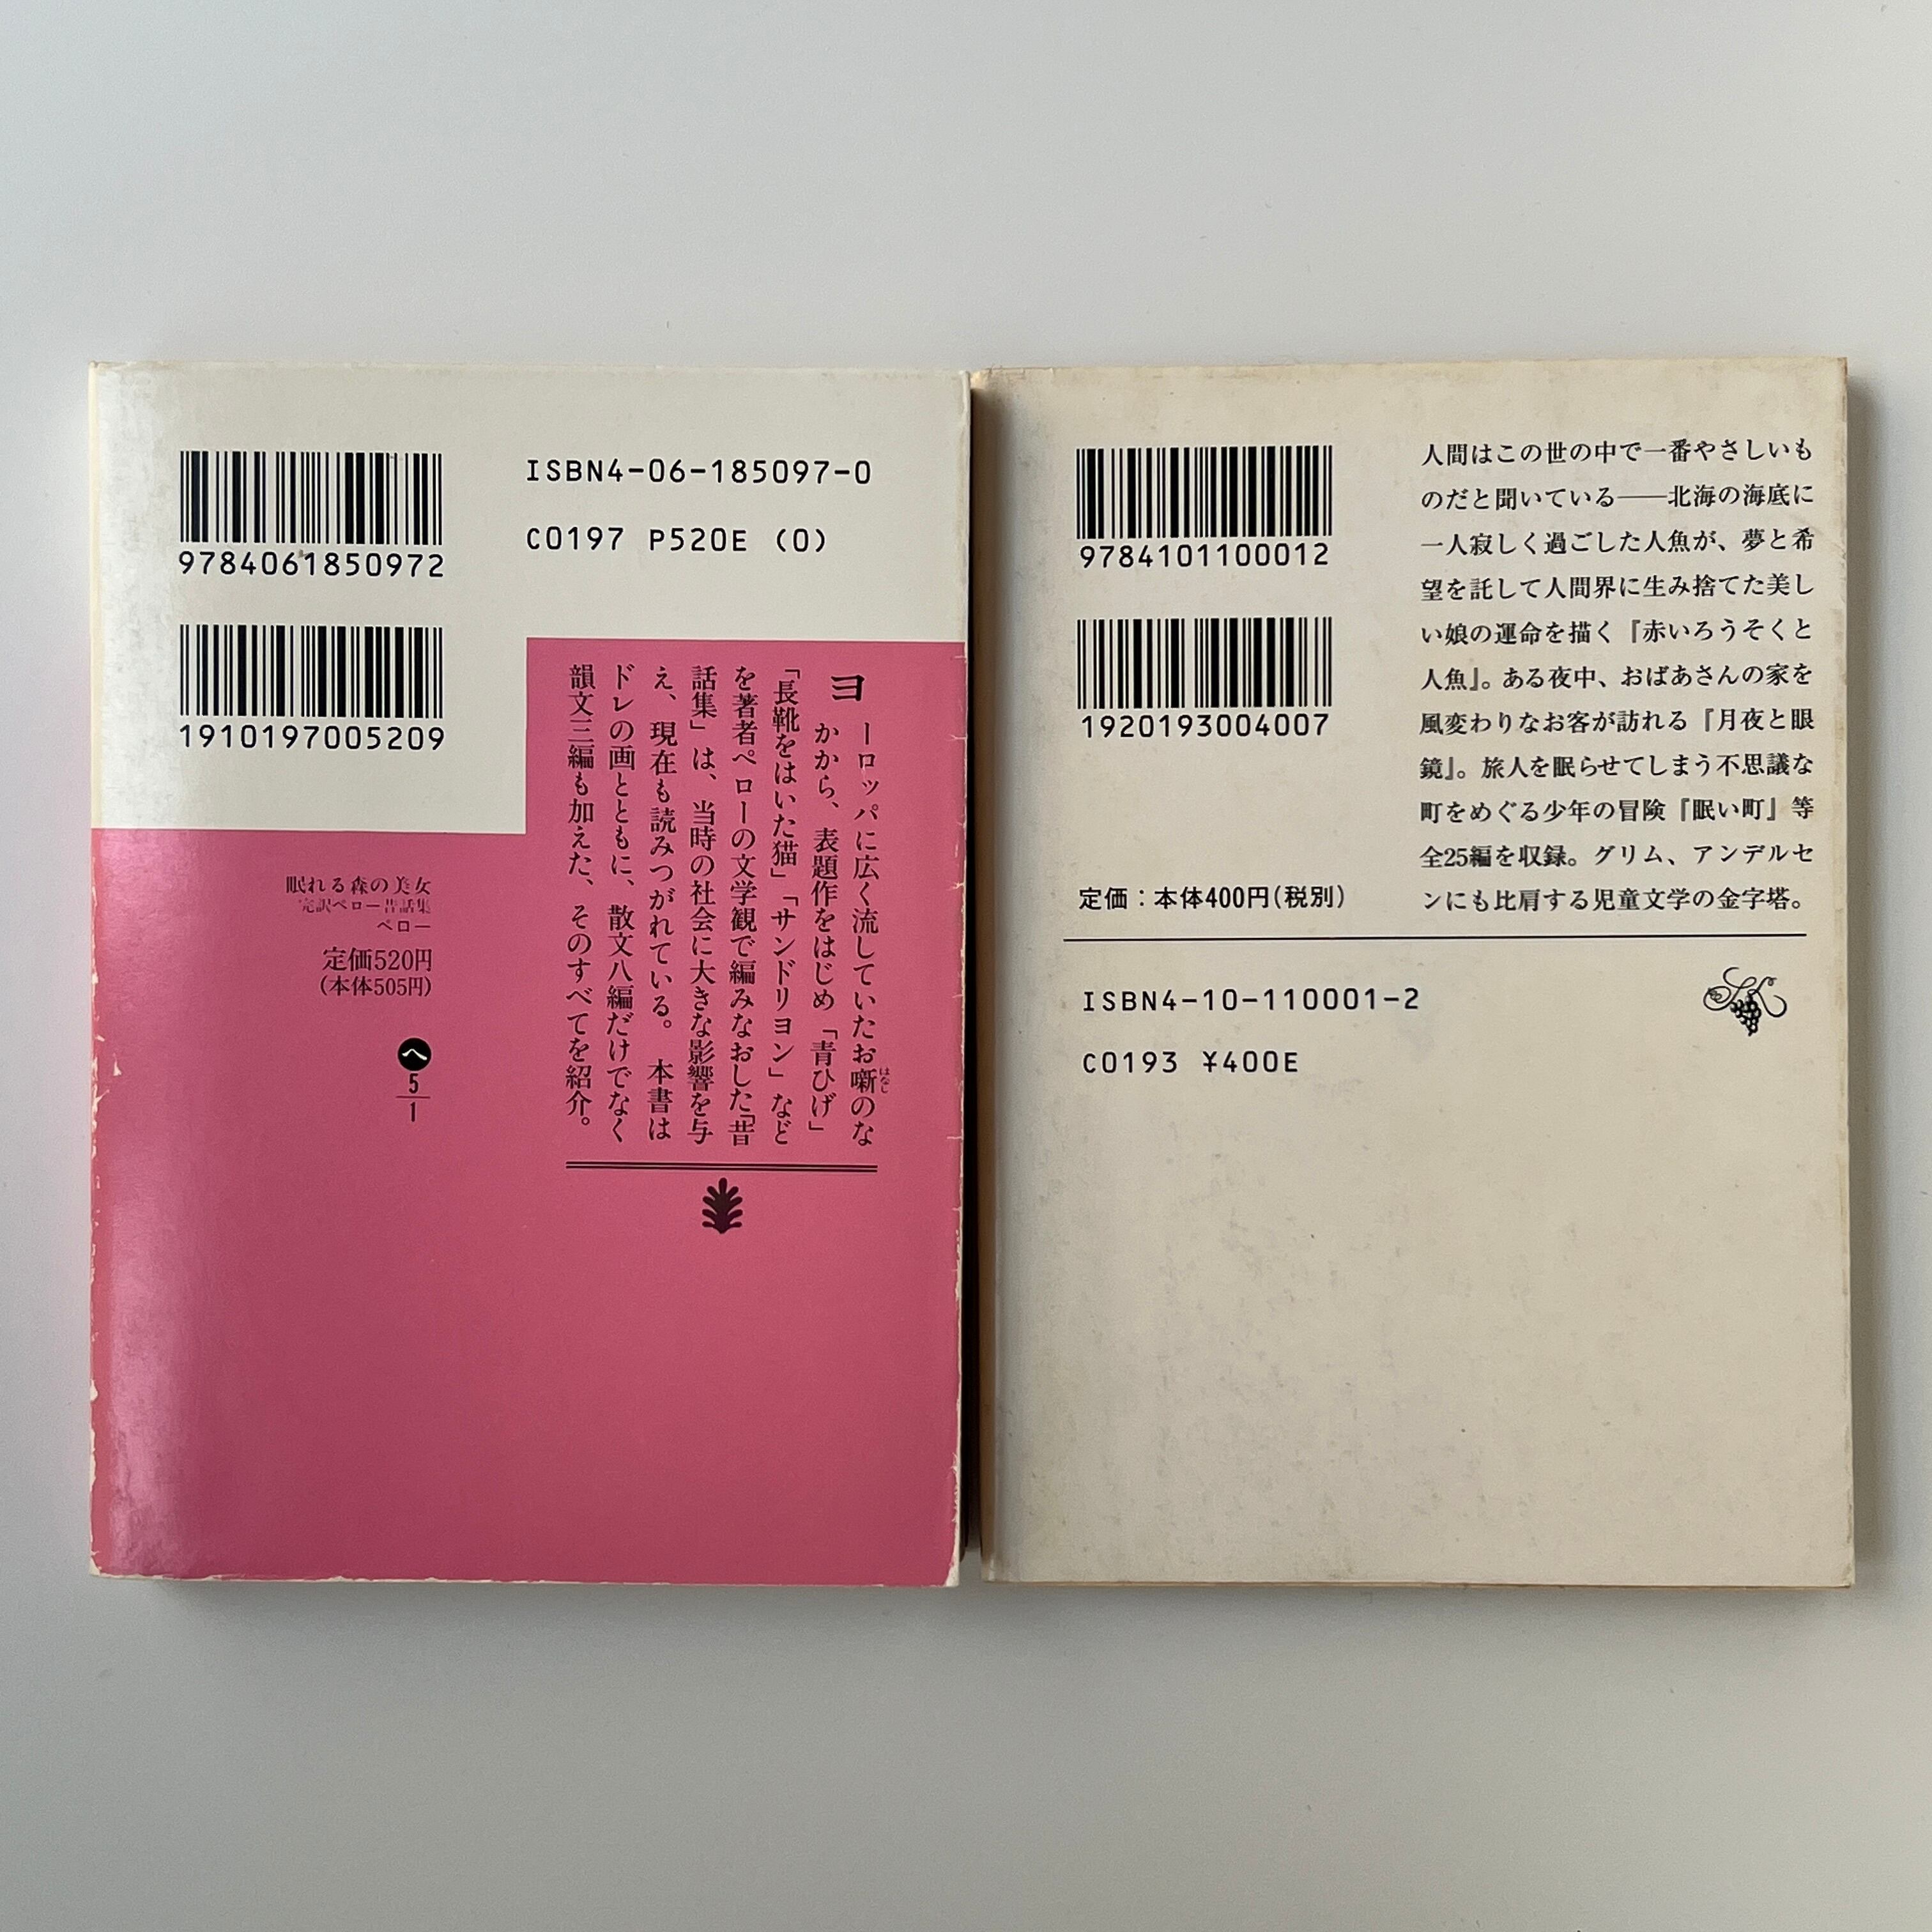 9784061850972
1910197005209
ISBN4-06-185097-0
C0197 P520E (0)
ヨーロッパに広く流していたお噺のな
はなし
かから、表題作をはじめ「青ひげ」
「長靴をはいた猫」「サンドリヨン」など
を著者ペローの文学観で編みなおした「昔
話集」は、当時の社会に大きな影響を与
え、現在も読みつがれている。 本書は
ドレの画とともに、散文八編だけでなく
韻文三編も加えた、そのすべてを紹介。
眠れる森の美女
完訳ペロー昔話集
ペロー
定価520円
(本体505円)
へ
5
1
9784101100012
1920193004007
人間はこの世の中で一番やさしいも
のだと聞いている――北海の海底に
一人寂しく過ごした人魚が、夢と希
望を託して人間界に生み捨てた美し
い娘の運命を描く『赤いろうそくと
人魚』。ある夜中、おばあさんの家を
風変わりなお客が訪れる『月夜と眼
鏡』。旅人を眠らせてしまう不思議な
町をめぐる少年の冒険『眠い町』等
全25編を収録。グリム、アンデルセ
ンにも比肩する児童文学の金字塔。
定価：本体400円(税別)
ISBN4-10-110001-2
C0193 ¥400E